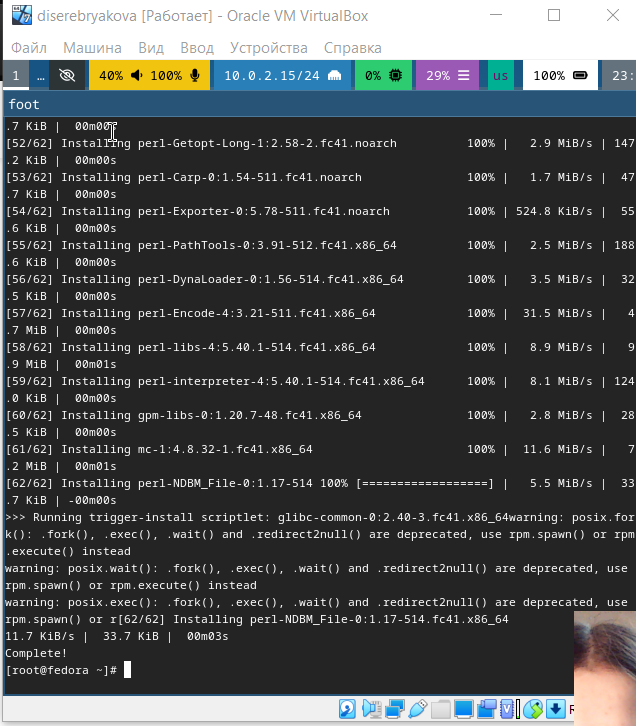 diserebryakova [Работает] - Oracle VM VirtualBox
Файл Машина Вид Ввод Устройства Справка
1 ... 40% 100% 10.0.2.15/24 0% 29% us 100% 23:
foot
.7 KiB | 00m00s
[52/62] Installing perl-Getopt-Long-1:2.58-2.fc41.noarch 100% | 2.9 MiB/s | 147
.2 KiB | 00m00s
[53/62] Installing perl-Carp-0:1.54-511.fc41.noarch 100% | 1.7 MiB/s | 47
.7 KiB | 00m00s
[54/62] Installing perl-Exporter-0:5.78-511.fc41.noarch 100% | 524.8 KiB/s | 55
.6 KiB | 00m00s
[55/62] Installing perl-PathTools-0:3.91-512.fc41.x86_64 100% | 2.5 MiB/s | 188
.6 KiB | 00m00s
[56/62] Installing perl-DynaLoader-0:1.56-514.fc41.x86_64 100% | 3.5 MiB/s | 32
.5 KiB | 00m00s
[57/62] Installing perl-Encode-4:3.21-511.fc41.x86_64 100% | 31.5 MiB/s | 4
.7 MiB | 00m00s
[58/62] Installing perl-libs-4:5.40.1-514.fc41.x86_64 100% | 8.9 MiB/s | 9
.9 MiB | 00m01s
[59/62] Installing perl-interpreter-4:5.40.1-514.fc41.x86_64 100% | 8.1 MiB/s | 124
.0 KiB | 00m00s
[60/62] Installing gpm-libs-0:1.20.7-48.fc41.x86_64 100% | 2.8 MiB/s | 28
.5 KiB | 00m00s
[61/62] Installing mc-1:4.8.32-1.fc41.x86_64 100% | 11.6 MiB/s | 7
.2 MiB | 00m01s
[62/62] Installing perl-NDBM_File-0:1.17-514 100% [==================] | 5.5 MiB/s | 33
.7 KiB | -00m00s
>>> Running trigger-install scriptlet: glibc-common-0:2.40-3.fc41.x86_64warning: posix.for
k(): .fork(), .exec(), .wait() and .redirect2null() are deprecated, use rpm.spawn() or rpm
.execute() instead
warning: posix.wait(): .fork(), .exec(), .wait() and .redirect2null() are deprecated, use
rpm.spawn() or rpm.execute() instead
warning: posix.exec(): .fork(), .exec(), .wait() and .redirect2null() are deprecated, use
rpm.spawn() or r[62/62] Installing perl-NDBM_File-0:1.17-514.fc41.x86_64
11.7 KiB/s | 33.7 KiB | 00m03s
Complete!
[root@fedora ~]#